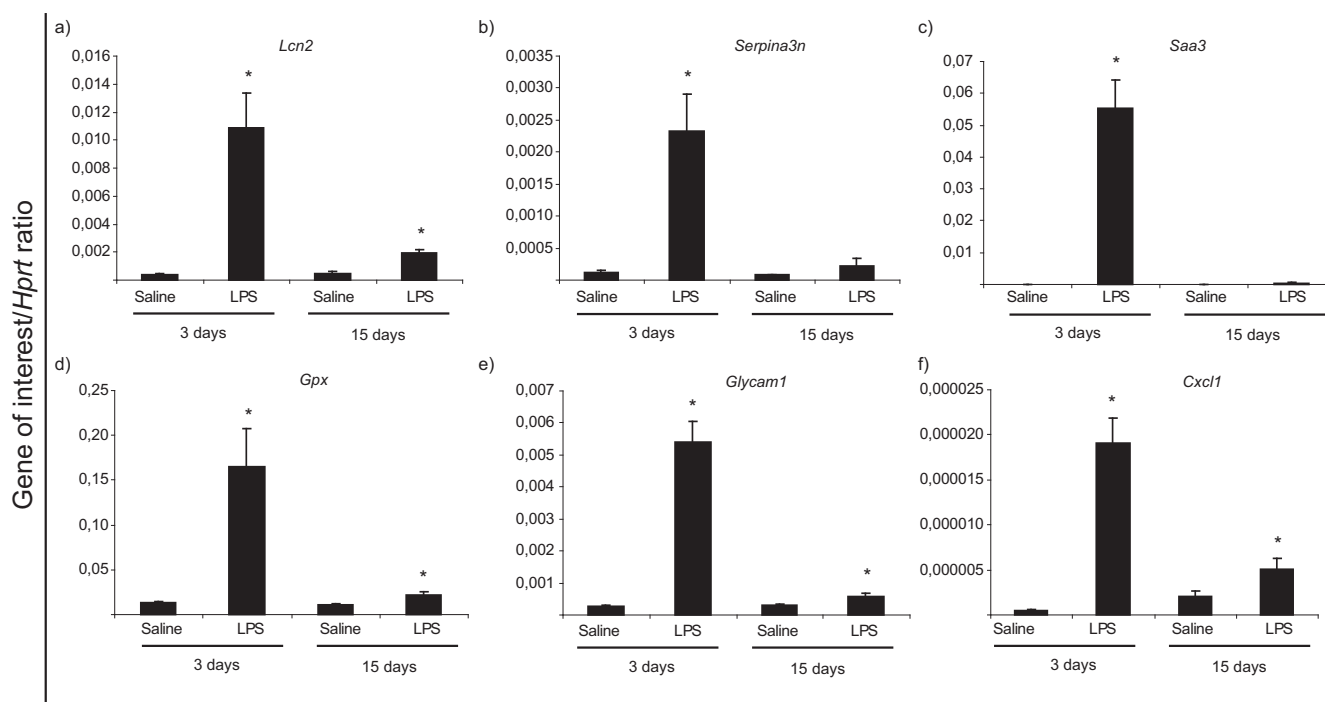 Gene of interest/Hprt ratio
a)
Lcn2
0,016
0,014
0,012
0,010
0,008
0,006
0,004
0,002
*
*
Saline LPS Saline LPS
3 days 15 days
b)
Serpina3n
0,0035
0,0030
0,0025
0,0020
0,0015
0,0010
0,0005
*
Saline LPS Saline LPS
3 days 15 days
c)
Saa3
0,07
0,06
0,05
0,04
0,03
0,02
0,01
*
Saline LPS Saline LPS
3 days 15 days
d)
Gpx
0,25
0,20
0,15
0,10
0,05
*
*
Saline LPS Saline LPS
3 days 15 days
e)
Glycam1
0,007
0,006
0,005
0,004
0,003
0,002
0,001
*
*
Saline LPS Saline LPS
3 days 15 days
f)
Cxcl1
0,000025
0,000020
0,000015
0,000010
0,000005
*
*
Saline LPS Saline LPS
3 days 15 days